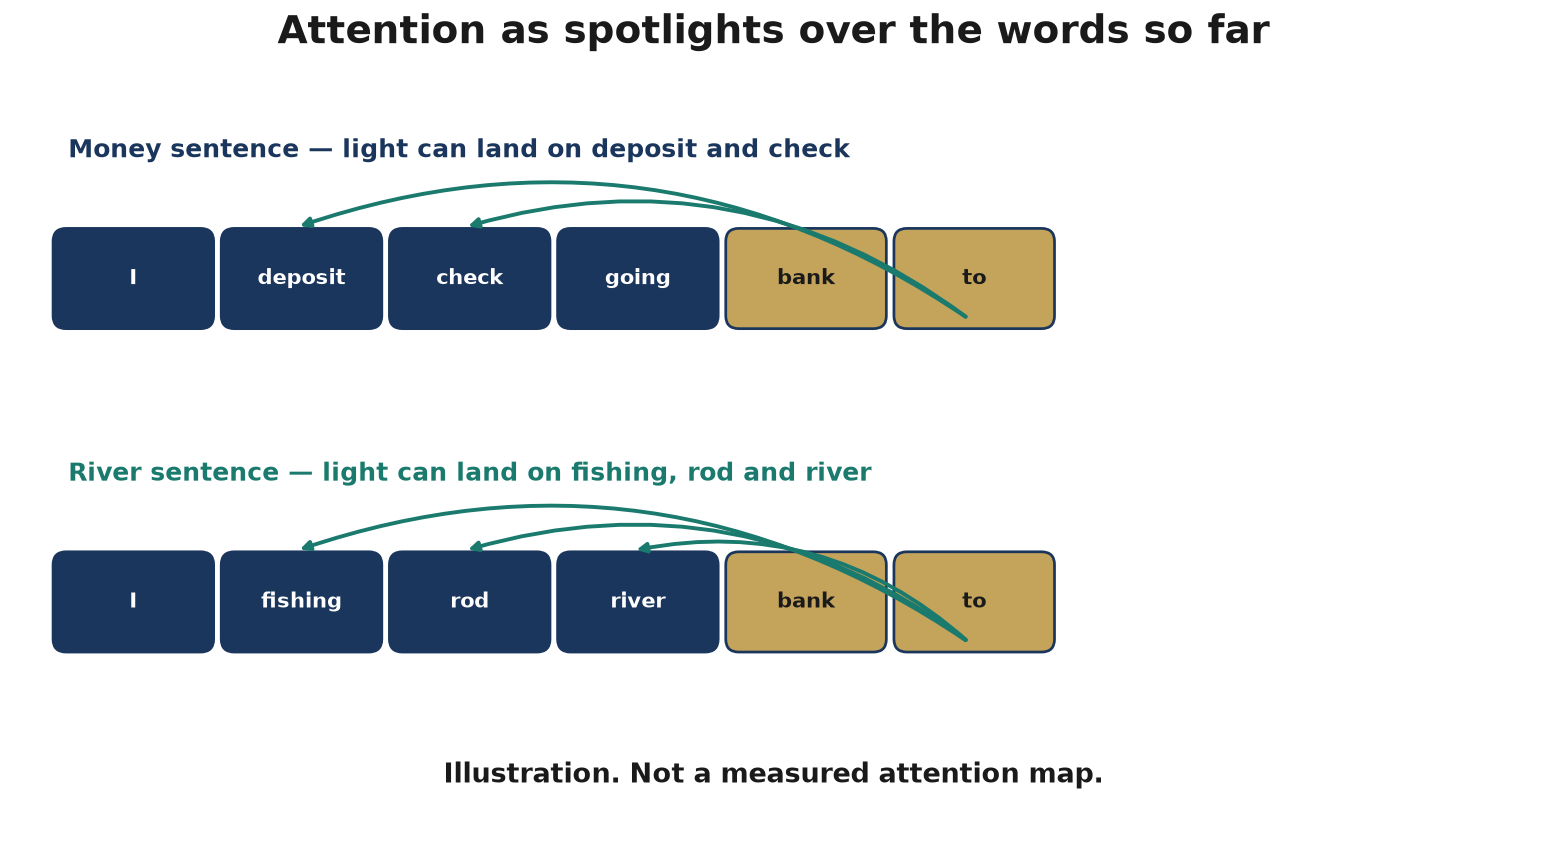 Attention as spotlights over the words so far
Money sentence — light can land on deposit and check
I deposit check going bank to
River sentence — light can land on fishing, rod and river
I fishing rod river bank to
Illustration. Not a measured attention map.